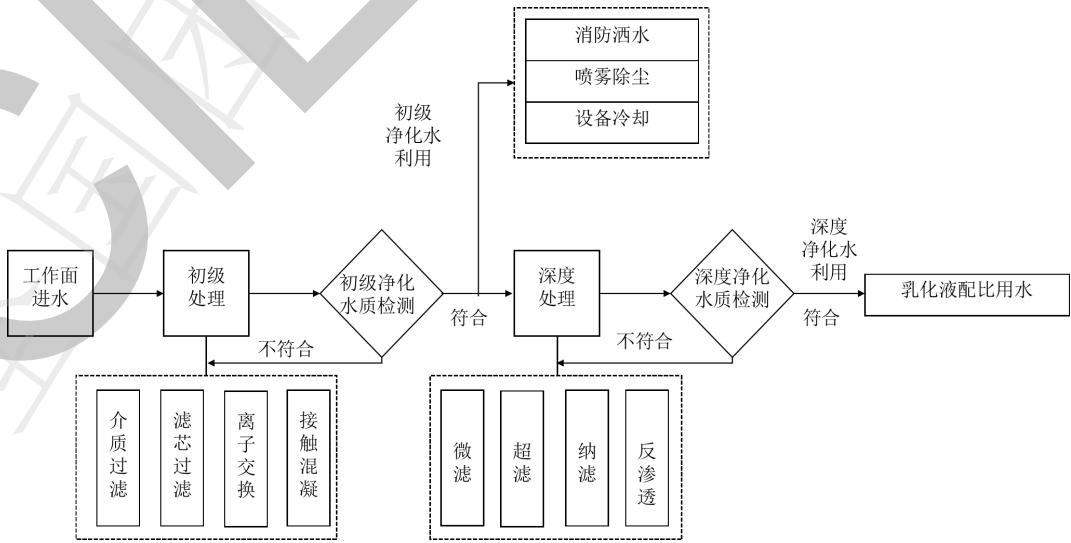 消防洒水
喷雾除尘
设备冷却
初级
净化水
利用
工作面
进水
初级
处理
初级净化
水质检测
符合
深度
处理
深度净化
水质检测
深度
净化水
利用
符合
乳化液配比用水
不符合
不符合
介质过滤
滤芯过滤
离子交换
接触混凝
微滤
超滤
纳滤
反渗透